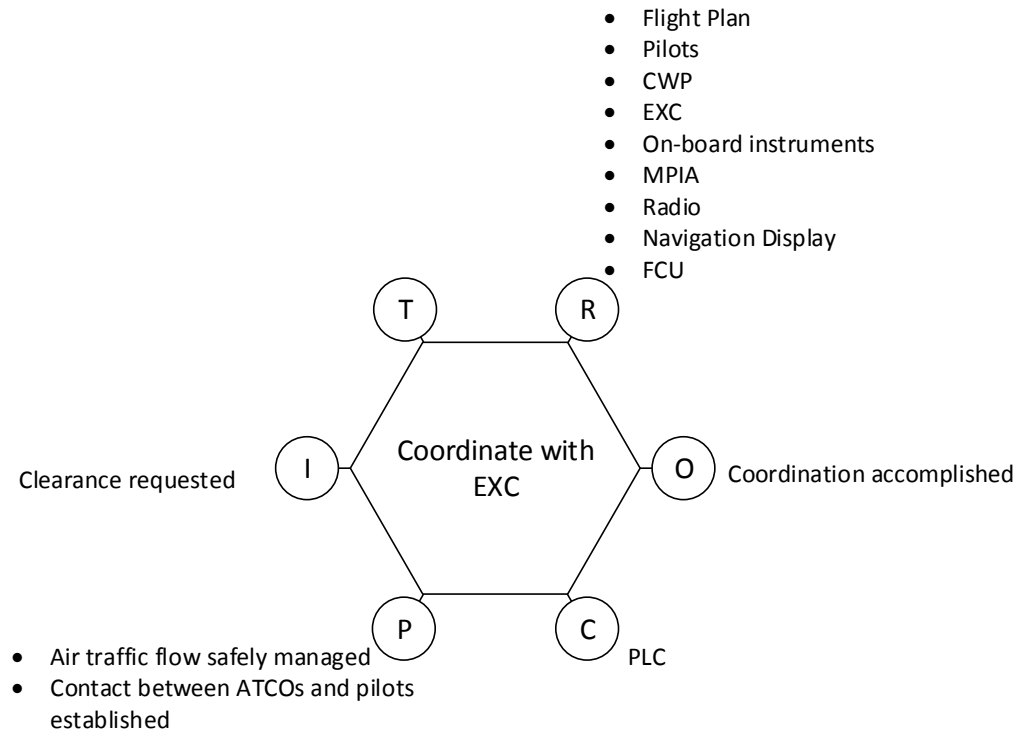 • Flight Plan
• Pilots
• CWP
• EXC
• On-board instruments
• MPIA
• Radio
• Navigation Display
• FCU
T
R
Coordinate with
EXC
I
O
Clearance requested
Coordination accomplished
P
C
• Air traffic flow safely managed
• Contact between ATCOs and pilots
established
PLC